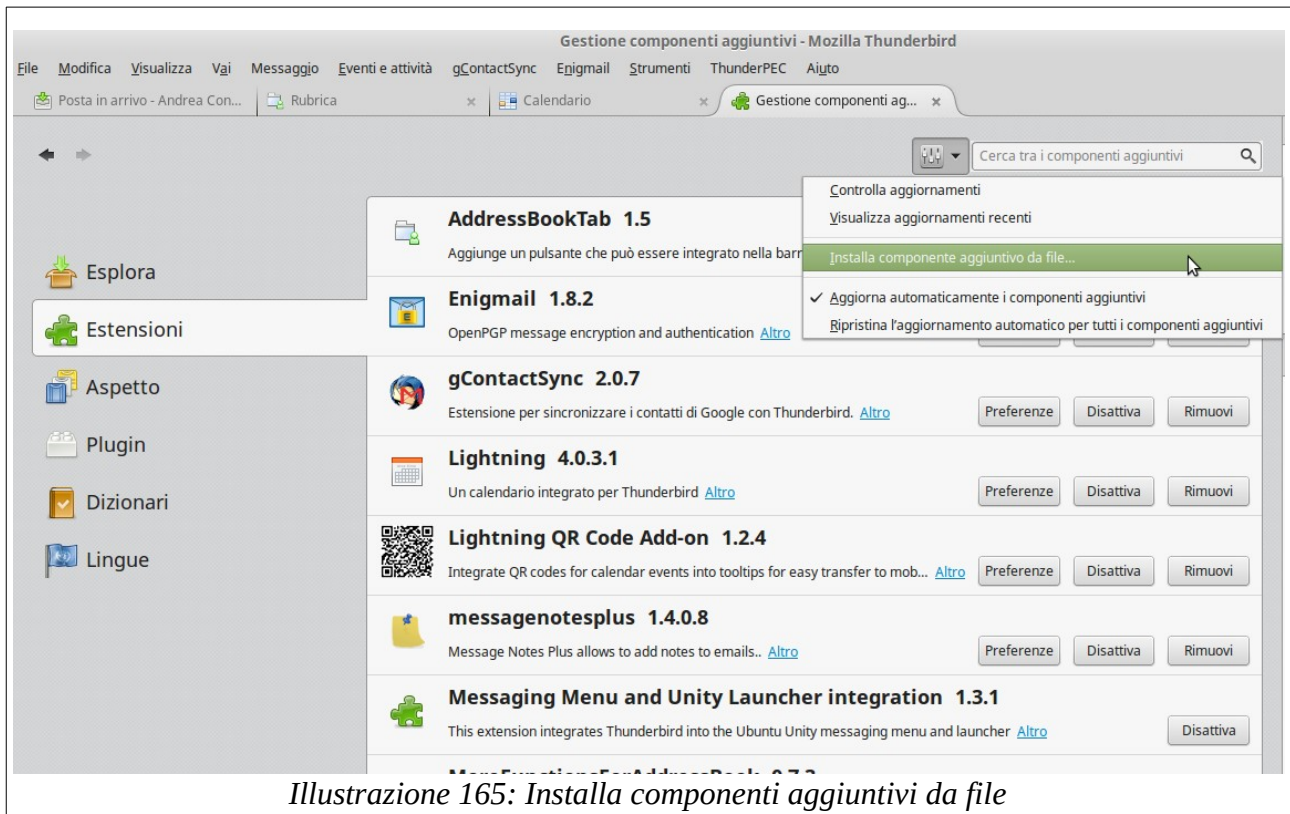 Gestione componenti aggiuntivi - Mozilla Thunderbird
File Modifica Visualizza Vai Messaggio Eventi e attività gContactSync Enigmail Strumenti ThunderPEC Aiuto
Posta in arrivo - Andrea Con... Rubrica Calendario Gestione componenti ag...
Cerca tra i componenti aggiuntivi
Controlla aggiornamenti
Visualizza aggiornamenti recenti
Installa componente aggiuntivo da file...
Aggiorna automaticamente i componenti aggiuntivi
Ripristina l'aggiornamento automatico per tutti i componenti aggiuntivi
Esplora
Estensioni
Aspetto
Plugin
Dizionari
Lingue
AddressBookTab 1.5
Aggiunge un pulsante che può essere integrato nella barr
Enigmail 1.8.2
OpenPGP message encryption and authentication Altro
gContactSync 2.0.7
Estensione per sincronizzare i contatti di Google con Thunderbird. Altro
Preferenze Disattiva Rimuovi
Lightning 4.0.3.1
Un calendario integrato per Thunderbird Altro
Preferenze Disattiva Rimuovi
Lightning QR Code Add-on 1.2.4
Integrate QR codes for calendar events into tooltips for easy transfer to mob... Altro
Preferenze Disattiva Rimuovi
messagenotesplus 1.4.0.8
Message Notes Plus allows to add notes to emails.. Altro
Preferenze Disattiva Rimuovi
Messaging Menu and Unity Launcher integration 1.3.1
This extension integrates Thunderbird into the Ubuntu Unity messaging menu and launcher Altro
Disattiva
Illustrazione 165: Installa componenti aggiuntivi da file